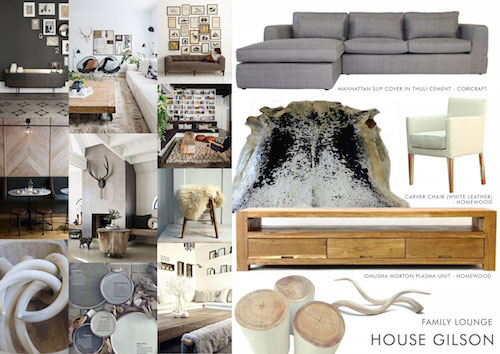 MANHATTAN SLIP COVER IN THULI CEMENT - CORICRAFT
CARVER CHAIR (WHITE LEATHER)
- HOMEWOOD
OMUSHA MORTON PLASMA UNIT - HOMEWOOD
FAMILY LOUNGE
HOUSE GILSON